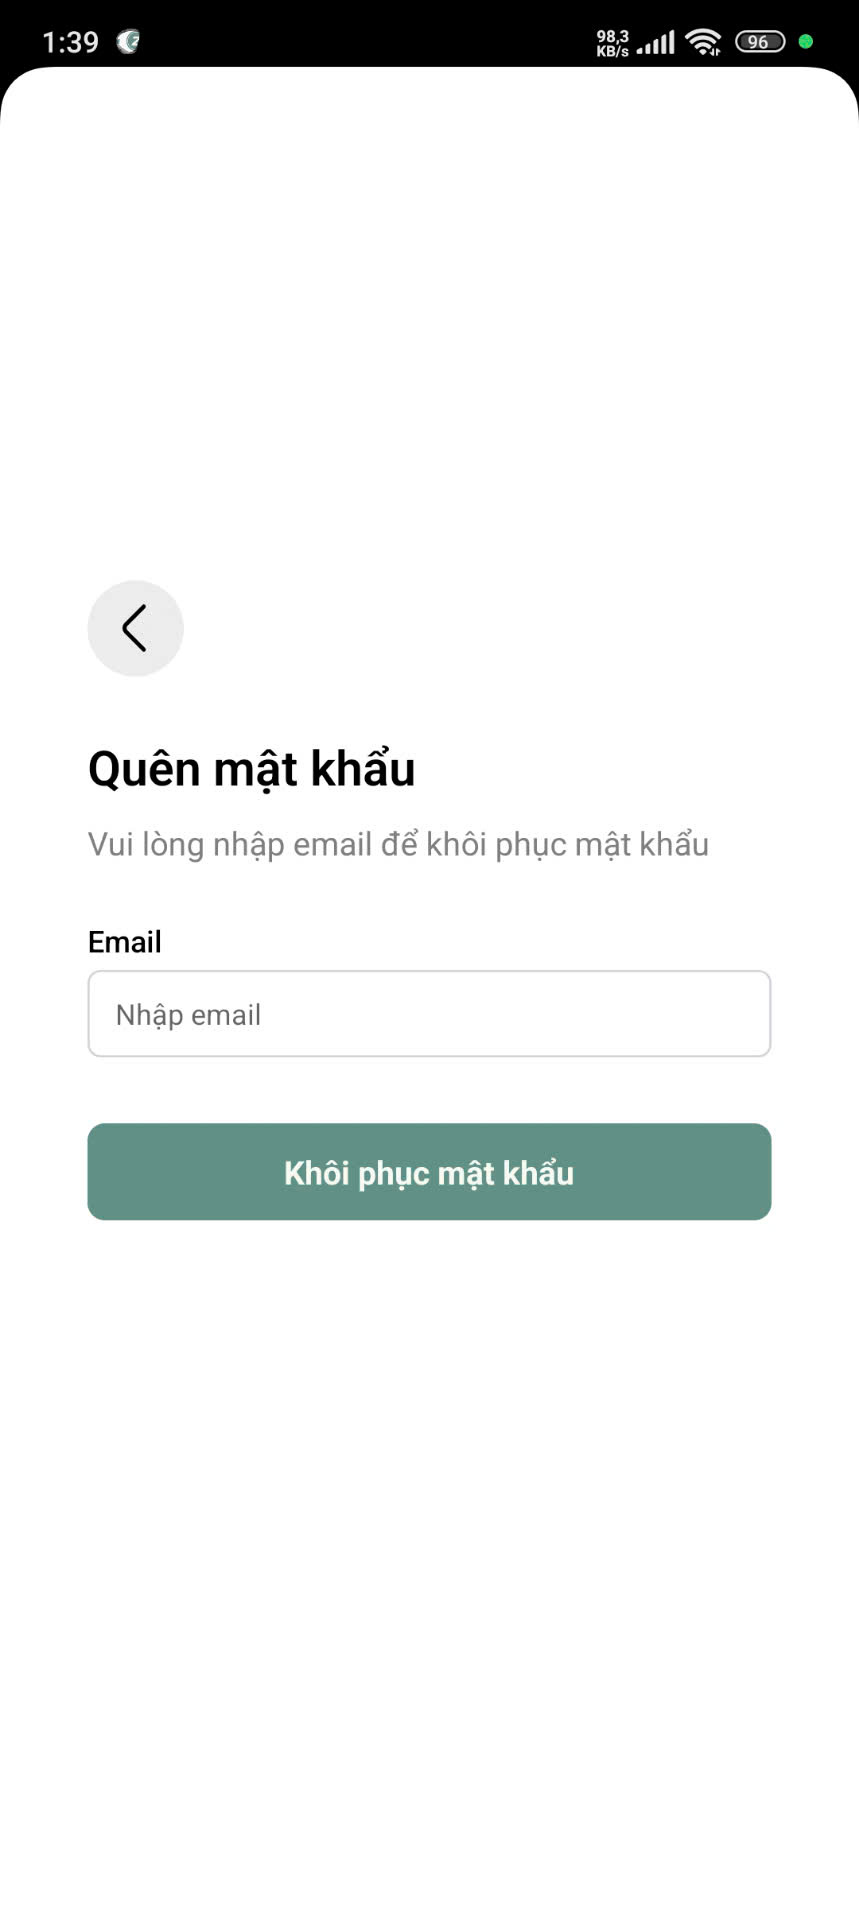 1:39
98,3
KB/s
96
Quên mật khẩu
Vui lòng nhập email để khôi phục mật khẩu
Email
Nhập email
Khôi phục mật khẩu